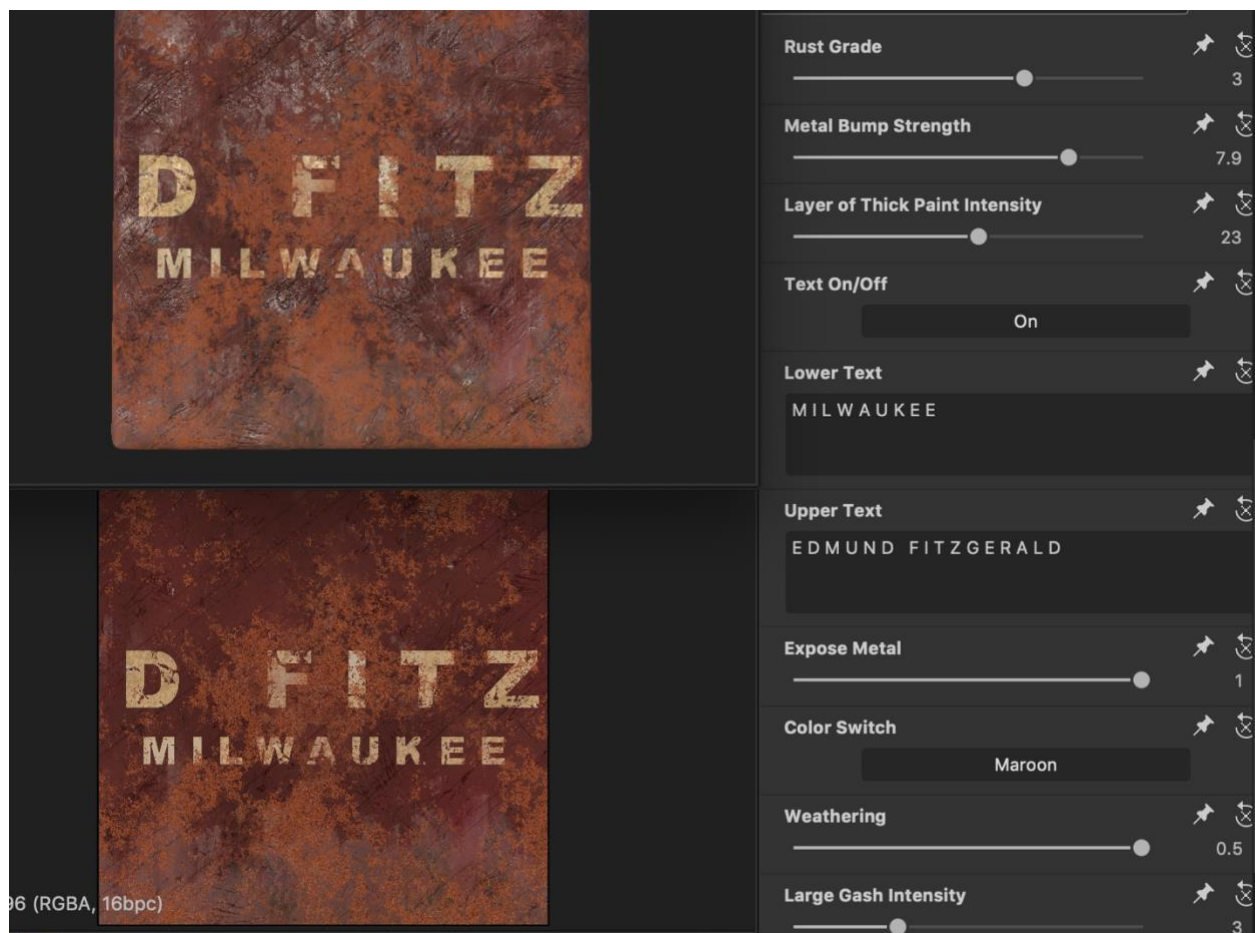 D FITZ
MILWAUKEE
D FITZ
MILWAUKEE
96 (RGBA, 16bpc)
Rust Grade
3
Metal Bump Strength
7.9
Layer of Thick Paint Intensity
23
Text On/Off
On
Lower Text
MILWAUKEE
Upper Text
EDMUND FITZGERALD
Expose Metal
1
Color Switch
Maroon
Weathering
0.5
Large Gash Intensity
3